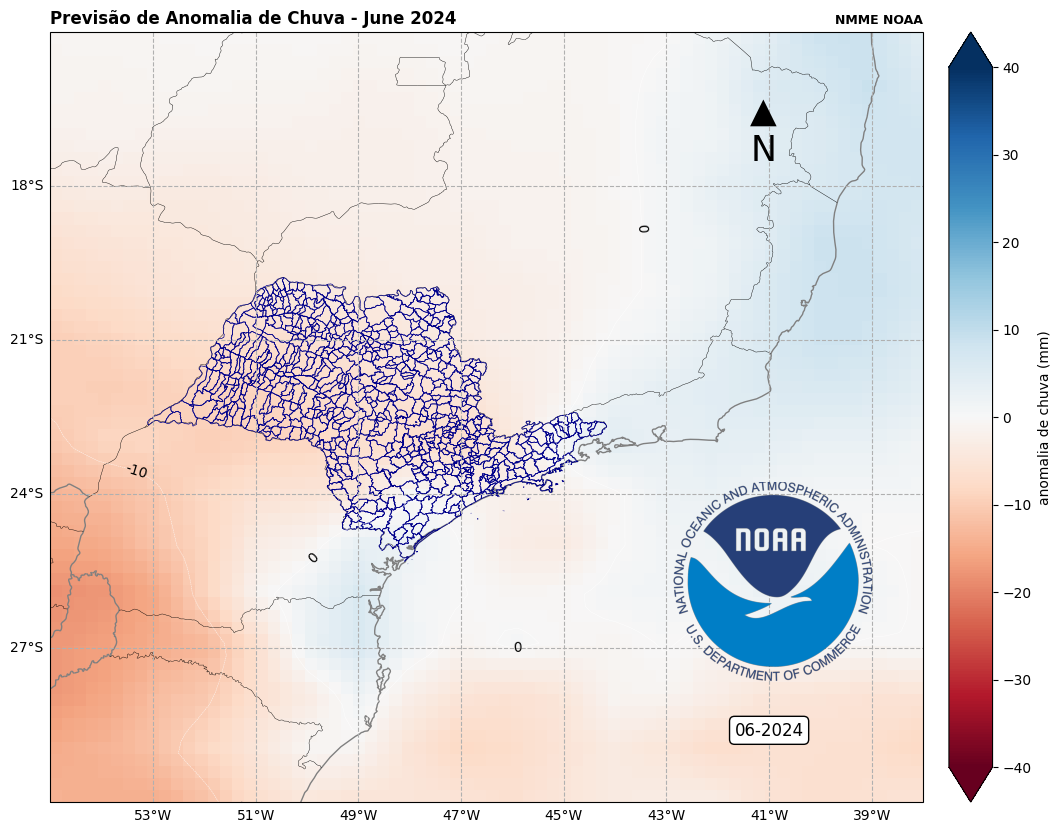 Previsão de Anomalia de Chuva - June 2024
NMME NOAA
N
18°S
21°S
24°S
27°S
53°W
51°W
49°W
47°W
45°W
43°W
41°W
39°W
0
-10
0
0
NATIONAL OCEANIC AND ATMOSPHERIC ADMINISTRATION
NOAA
U.S. DEPARTMENT OF COMMERCE
06-2024
40
30
20
10
0
−10
−20
−30
−40
anomalia de chuva (mm)